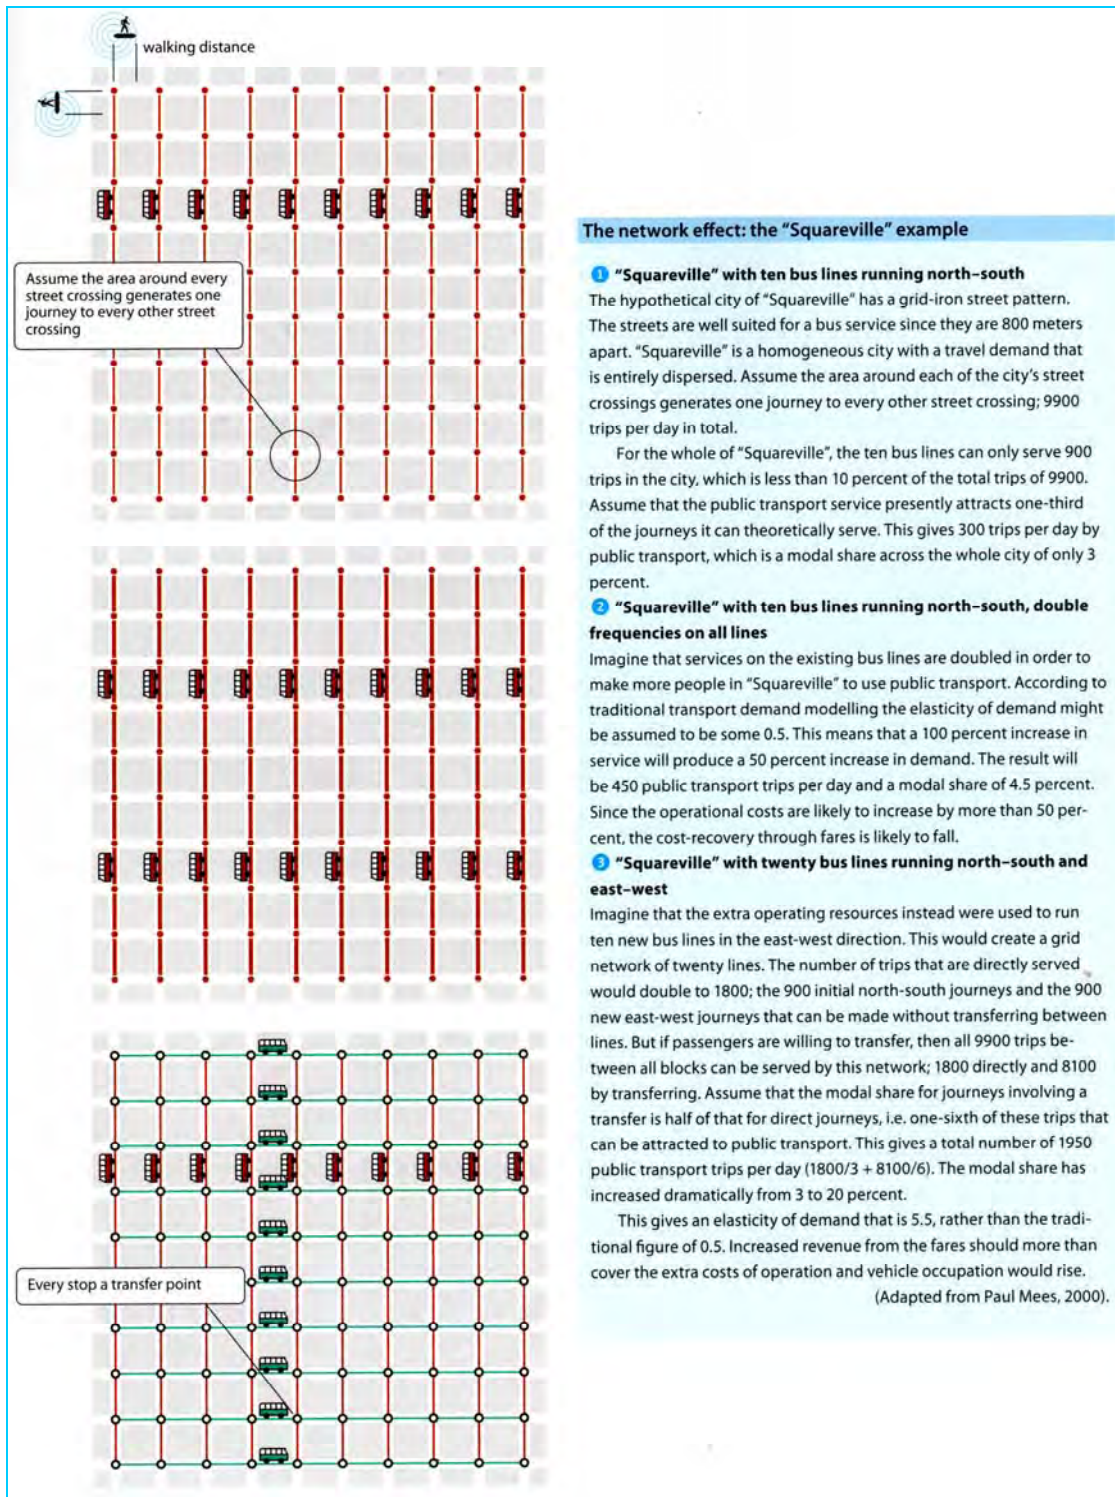 walking distance
Assume the area around every
street crossing generates one
journey to every other street
crossing
Every stop a transfer point
The network effect: the "Squareville" example
1 "Squareville" with ten bus lines running north–south
The hypothetical city of "Squareville" has a grid-iron street pattern.
The streets are well suited for a bus service since they are 800 meters
apart. "Squareville" is a homogeneous city with a travel demand that
is entirely dispersed. Assume the area around each of the city's street
crossings generates one journey to every other street crossing; 9900
trips per day in total.
For the whole of "Squareville", the ten bus lines can only serve 900
trips in the city, which is less than 10 percent of the total trips of 9900.
Assume that the public transport service presently attracts one-third
of the journeys it can theoretically serve. This gives 300 trips per day by
public transport, which is a modal share across the whole city of only 3
percent.
2 "Squareville" with ten bus lines running north–south, double
frequencies on all lines
Imagine that services on the existing bus lines are doubled in order to
make more people in "Squareville" to use public transport. According to
traditional transport demand modelling the elasticity of demand might
be assumed to be some 0.5. This means that a 100 percent increase in
service will produce a 50 percent increase in demand. The result will
be 450 public transport trips per day and a modal share of 4.5 percent.
Since the operational costs are likely to increase by more than 50 per-
cent, the cost-recovery through fares is likely to fall.
3 "Squareville" with twenty bus lines running north–south and
east–west
Imagine that the extra operating resources instead were used to run
ten new bus lines in the east-west direction. This would create a grid
network of twenty lines. The number of trips that are directly served
would double to 1800; the 900 initial north-south journeys and the 900
new east-west journeys that can be made without transferring between
lines. But if passengers are willing to transfer, then all 9900 trips be-
tween all blocks can be served by this network; 1800 directly and 8100
by transferring. Assume that the modal share for journeys involving a
transfer is half of that for direct journeys, i.e. one-sixth of these trips that
can be attracted to public transport. This gives a total number of 1950
public transport trips per day (1800/3 + 8100/6). The modal share has
increased dramatically from 3 to 20 percent.
This gives an elasticity of demand that is 5.5, rather than the tradi-
tional figure of 0.5. Increased revenue from the fares should more than
cover the extra costs of operation and vehicle occupation would rise.
(Adapted from Paul Mees, 2000).